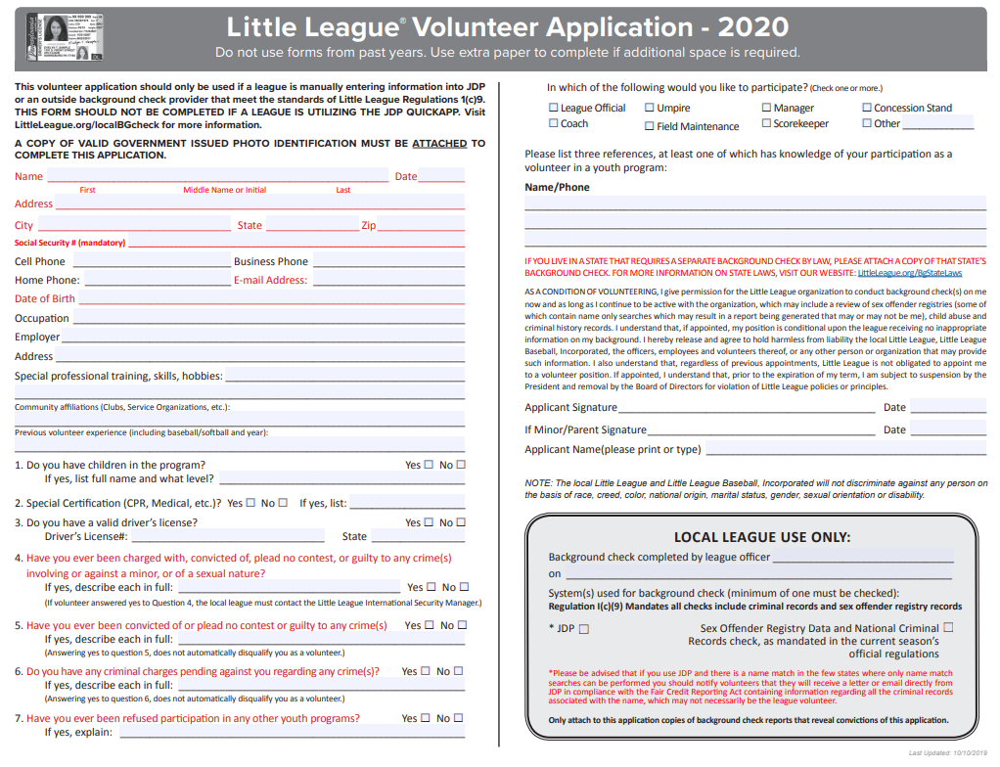 Little League® Volunteer Application - 2020
Do not use forms from past years. Use extra paper to complete if additional space is required.
This volunteer application should only be used if a league is manually entering information into JDP
or an outside background check provider that meet the standards of Little League Regulations 1(c)9.
THIS FORM SHOULD NOT BE COMPLETED IF A LEAGUE IS UTILIZING THE JDP QUICKAPP. Visit
LittleLeague.org/localBGcheck for more information.
A COPY OF VALID GOVERNMENT ISSUED PHOTO IDENTIFICATION MUST BE ATTACHED TO
COMPLETE THIS APPLICATION.
Name Date
First Middle Name or Initial Last
Address
City State Zip
Social Security # (mandatory)
Cell Phone Business Phone
Home Phone: E-mail Address:
Date of Birth
Occupation
Employer
Address
Special professional training, skills, hobbies:
Community affiliations (Clubs, Service Organizations, etc.):
Previous volunteer experience (including baseball/softball and year):
1. Do you have children in the program? Yes ☐ No ☐
If yes, list full name and what level?
2. Special Certification (CPR, Medical, etc.)? Yes ☐ No ☐ If yes, list:
3. Do you have a valid driver's license? Yes ☐ No ☐
Driver's License#: State
4. Have you ever been charged with, convicted of, plead no contest, or guilty to any crime(s)
involving or against a minor, or of a sexual nature?
If yes, describe each in full: Yes ☐ No ☐
(If volunteer answered yes to Question 4, the local league must contact the Little League International Security Manager.)
5. Have you ever been convicted of or plead no contest or guilty to any crime(s) Yes ☐ No ☐
If yes, describe each in full:
(Answering yes to question 5, does not automatically disqualify you as a volunteer.)
6. Do you have any criminal charges pending against you regarding any crime(s)? Yes ☐ No ☐
If yes, describe each in full:
(Answering yes to question 6, does not automatically disqualify you as a volunteer.)
7. Have you ever been refused participation in any other youth programs? Yes ☐ No ☐
If yes, explain:
In which of the following would you like to participate? (Check one or more.)
☐ League Official ☐ Umpire ☐ Manager ☐ Concession Stand
☐ Coach ☐ Field Maintenance ☐ Scorekeeper ☐ Other
Please list three references, at least one of which has knowledge of your participation as a
volunteer in a youth program:
Name/Phone
IF YOU LIVE IN A STATE THAT REQUIRES A SEPARATE BACKGROUND CHECK BY LAW, PLEASE ATTACH A COPY OF THAT STATE'S
BACKGROUND CHECK. FOR MORE INFORMATION ON STATE LAWS, VISIT OUR WEBSITE: LittleLeague.org/BgStateLaws
AS A CONDITION OF VOLUNTEERING, I give permission for the Little League organization to conduct background check(s) on me
now and as long as I continue to be active with the organization, which may include a review of sex offender registries (some of
which contain name only searches which may result in a report being generated that may or may not be me), child abuse and
criminal history records. I understand that, if appointed, my position is conditional upon the league receiving no inappropriate
information on my background. I hereby release and agree to hold harmless from liability the local Little League, Little League
Baseball, Incorporated, the officers, employees and volunteers thereof, or any other person or organization that may provide
such information. I also understand that, regardless of previous appointments, Little League is not obligated to appoint me
to a volunteer position. If appointed, I understand that, prior to the expiration of my term, I am subject to suspension by the
President and removal by the Board of Directors for violation of Little League policies or principles.
Applicant Signature Date
If Minor/Parent Signature Date
Applicant Name(please print or type)
NOTE: The local Little League and Little League Baseball, Incorporated will not discriminate against any person on
the basis of race, creed, color, national origin, marital status, gender, sexual orientation or disability.
LOCAL LEAGUE USE ONLY:
Background check completed by league officer
on
System(s) used for background check (minimum of one must be checked):
Regulation I(c)(9) Mandates all checks include criminal records and sex offender registry records
* JDP ☐ Sex Offender Registry Data and National Criminal ☐
Records check, as mandated in the current season's
official regulations
*Please be advised that if you use JDP and there is a name match in the few states where only name match
searches can be performed you should notify volunteers that they will receive a letter or email directly from
JDP in compliance with the Fair Credit Reporting Act containing information regarding all the criminal records
associated with the name, which may not necessarily be the league volunteer.
Only attach to this application copies of background check reports that reveal convictions of this application.
Last Updated: 10/10/2019